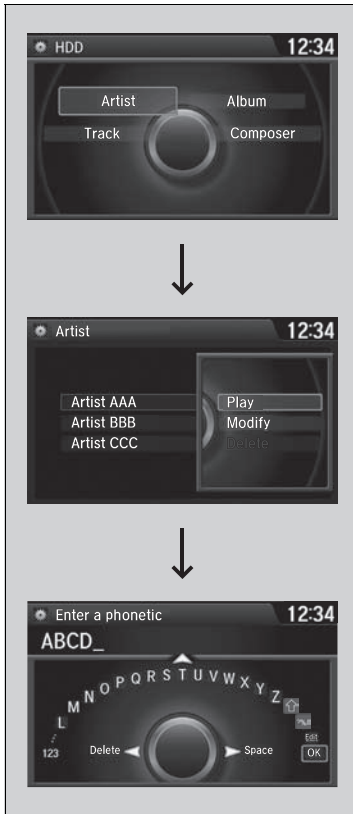 HDD 12:34
Artist Album
Track Composer
Artist 12:34
Artist AAA Play
Artist BBB Modify
Artist CCC Delete
Enter a phonetic 12:34
ABCD_
L M N O P Q R S T U V W X Y Z
123 Delete Space Edit
OK